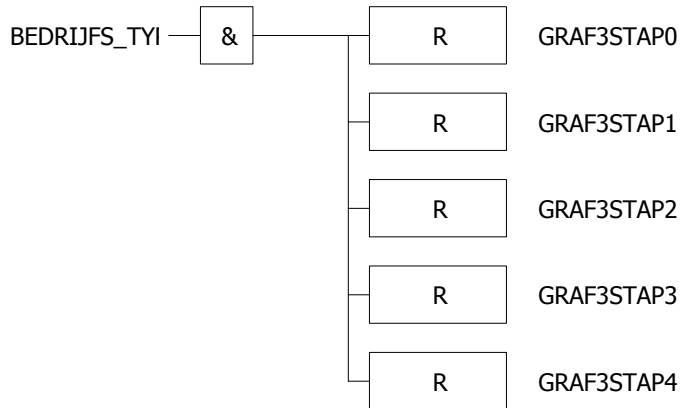 BEDRIJFS_TYI & R GRAF3STAP0
R GRAF3STAP1
R GRAF3STAP2
R GRAF3STAP3
R GRAF3STAP4